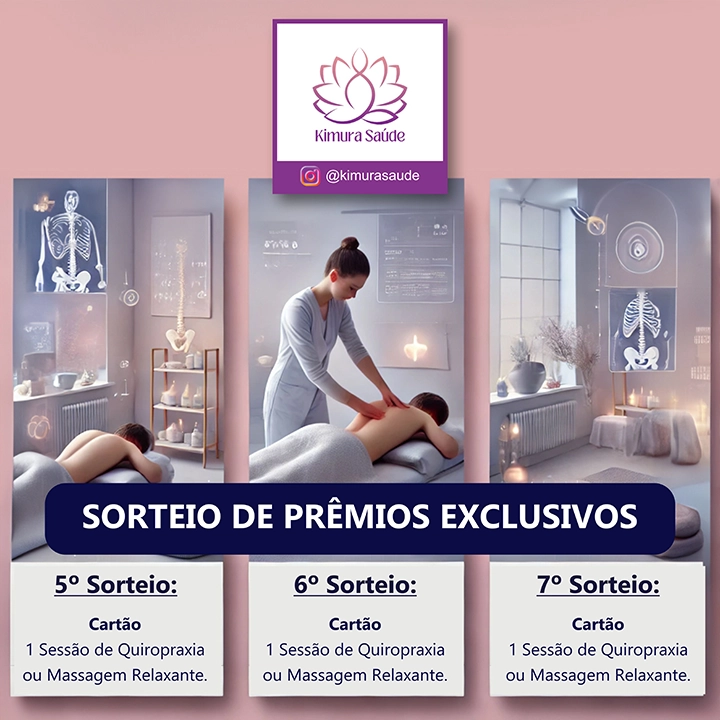 Kimura Saúde
@kimurasaude
SORTEIO DE PRÊMIOS EXCLUSIVOS
5º Sorteio:
Cartão
1 Sessão de Quiropraxia
ou Massagem Relaxante.
6º Sorteio:
Cartão
1 Sessão de Quiropraxia
ou Massagem Relaxante.
7º Sorteio:
Cartão
1 Sessão de Quiropraxia
ou Massagem Relaxante.